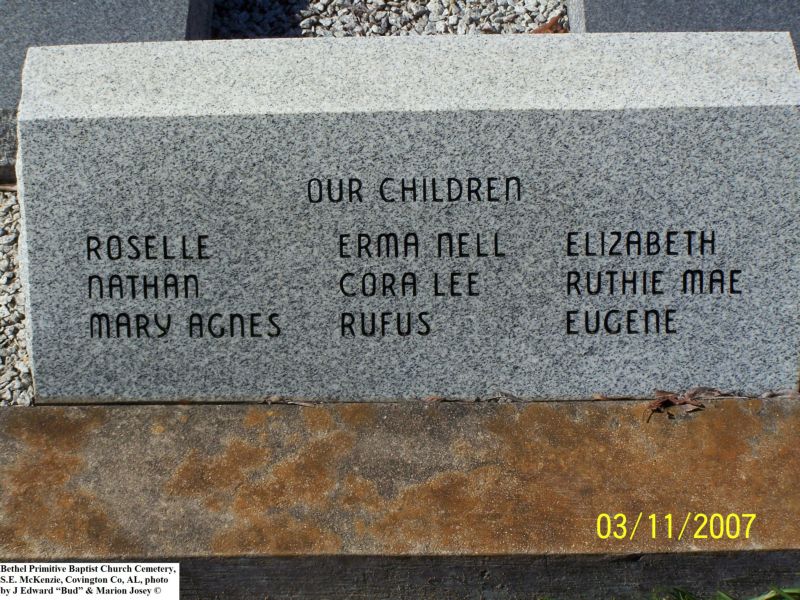 OUR CHILDREN
ROSELLE ERMA NELL ELIZABETH
NATHAN CORA LEE RUTHIE MAE
MARY AGNES RUFUS EUGENE
03/11/2007
Bethel Primitive Baptist Church Cemetery,
S.E. McKenzie, Covington Co, AL, photo
by J Edward “Bud” & Marion Josey ©